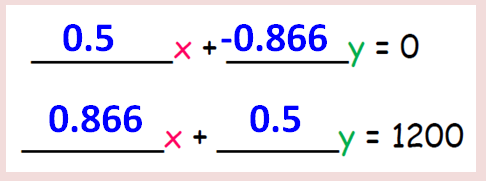 0.5 x + -0.866 y = 0
0.866 x + 0.5 y = 1200